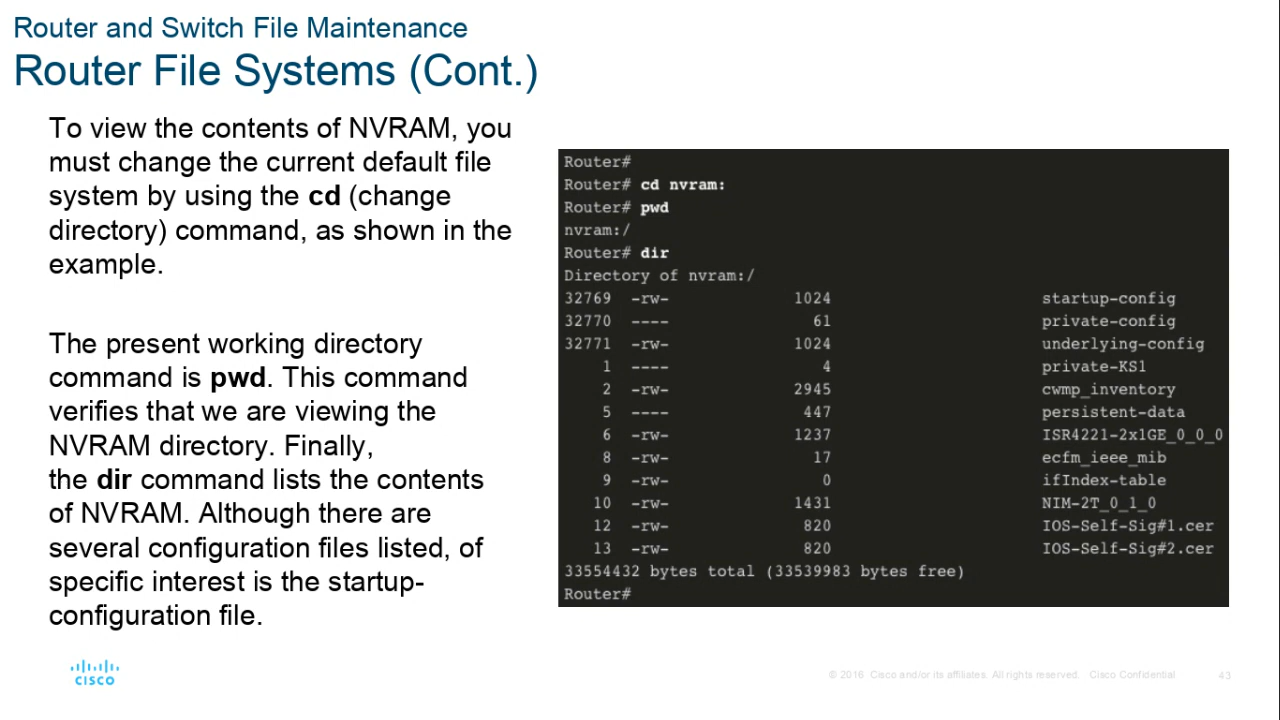 Router and Switch File Maintenance
Router File Systems (Cont.)
To view the contents of NVRAM, you
must change the current default file
system by using the cd (change
directory) command, as shown in the
example.
The present working directory
command is pwd. This command
verifies that we are viewing the
NVRAM directory. Finally,
the dir command lists the contents
of NVRAM. Although there are
several configuration files listed, of
specific interest is the startup-
configuration file.
Router#
Router# cd nvram:
Router# pwd
nvram:/
Router# dir
Directory of nvram:/
32769 -rw- 1024 startup-config
32770 ---- 61 private-config
32771 -rw- 1024 underlying-config
1 ---- 4 private-KS1
2 -rw- 2945 cwmp_inventory
5 ---- 447 persistent-data
6 -rw- 1237 ISR4221-2x1GE_0_0_0
8 -rw- 17 ecfm_ieee_mib
9 -rw- 0 ifIndex-table
10 -rw- 1431 NIM-2T_0_1_0
12 -rw- 820 IOS-Self-Sig#1.cer
13 -rw- 820 IOS-Self-Sig#2.cer
33554432 bytes total (33539983 bytes free)
Router#
CISCO
© 2016 Cisco and/or its affiliates. All rights reserved. Cisco Confidential 43